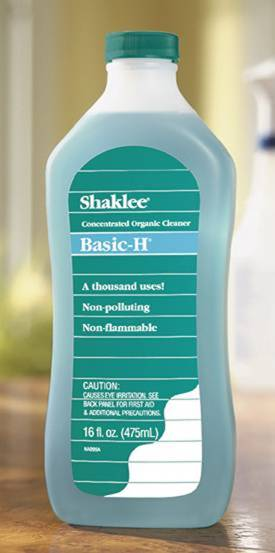 Shaklee®
Concentrated Organic Cleaner
Basic-H®
A thousand uses!
Non-polluting
Non-flammable
CAUTION:
CAUSES EYE IRRITATION. SEE
BACK PANEL FOR FIRST AID
& ADDITIONAL PRECAUTIONS.
16 fl. oz. (475mL)